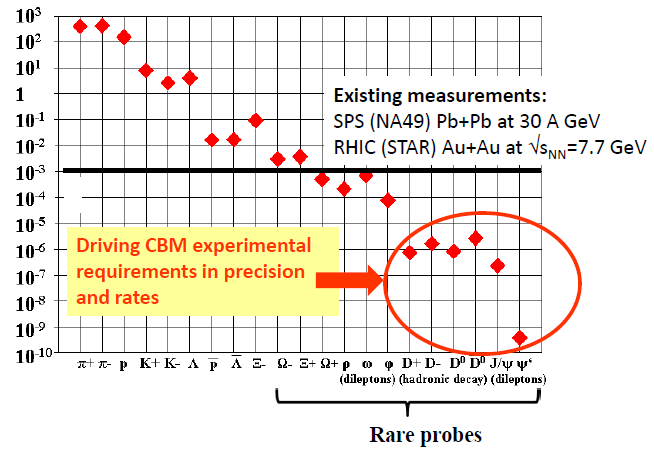 10³
10²
10¹
1
10⁻¹
10⁻²
10⁻³
10⁻⁴
10⁻⁵
10⁻⁶
10⁻⁷
10⁻⁸
10⁻⁹
10⁻¹⁰
Existing measurements:
SPS (NA49) Pb+Pb at 30 A GeV
RHIC (STAR) Au+Au at √sNN=7.7 GeV
Driving CBM experimental
requirements in precision
and rates
π+ π- p K+ K- Λ p̅ Λ̅ Ξ- Ω- Ξ+ Ω+ ρ ω φ D+ D- D⁰ D̅⁰ J/ψ ψ‘
(dileptons) (hadronic decay) (dileptons)
Rare probes